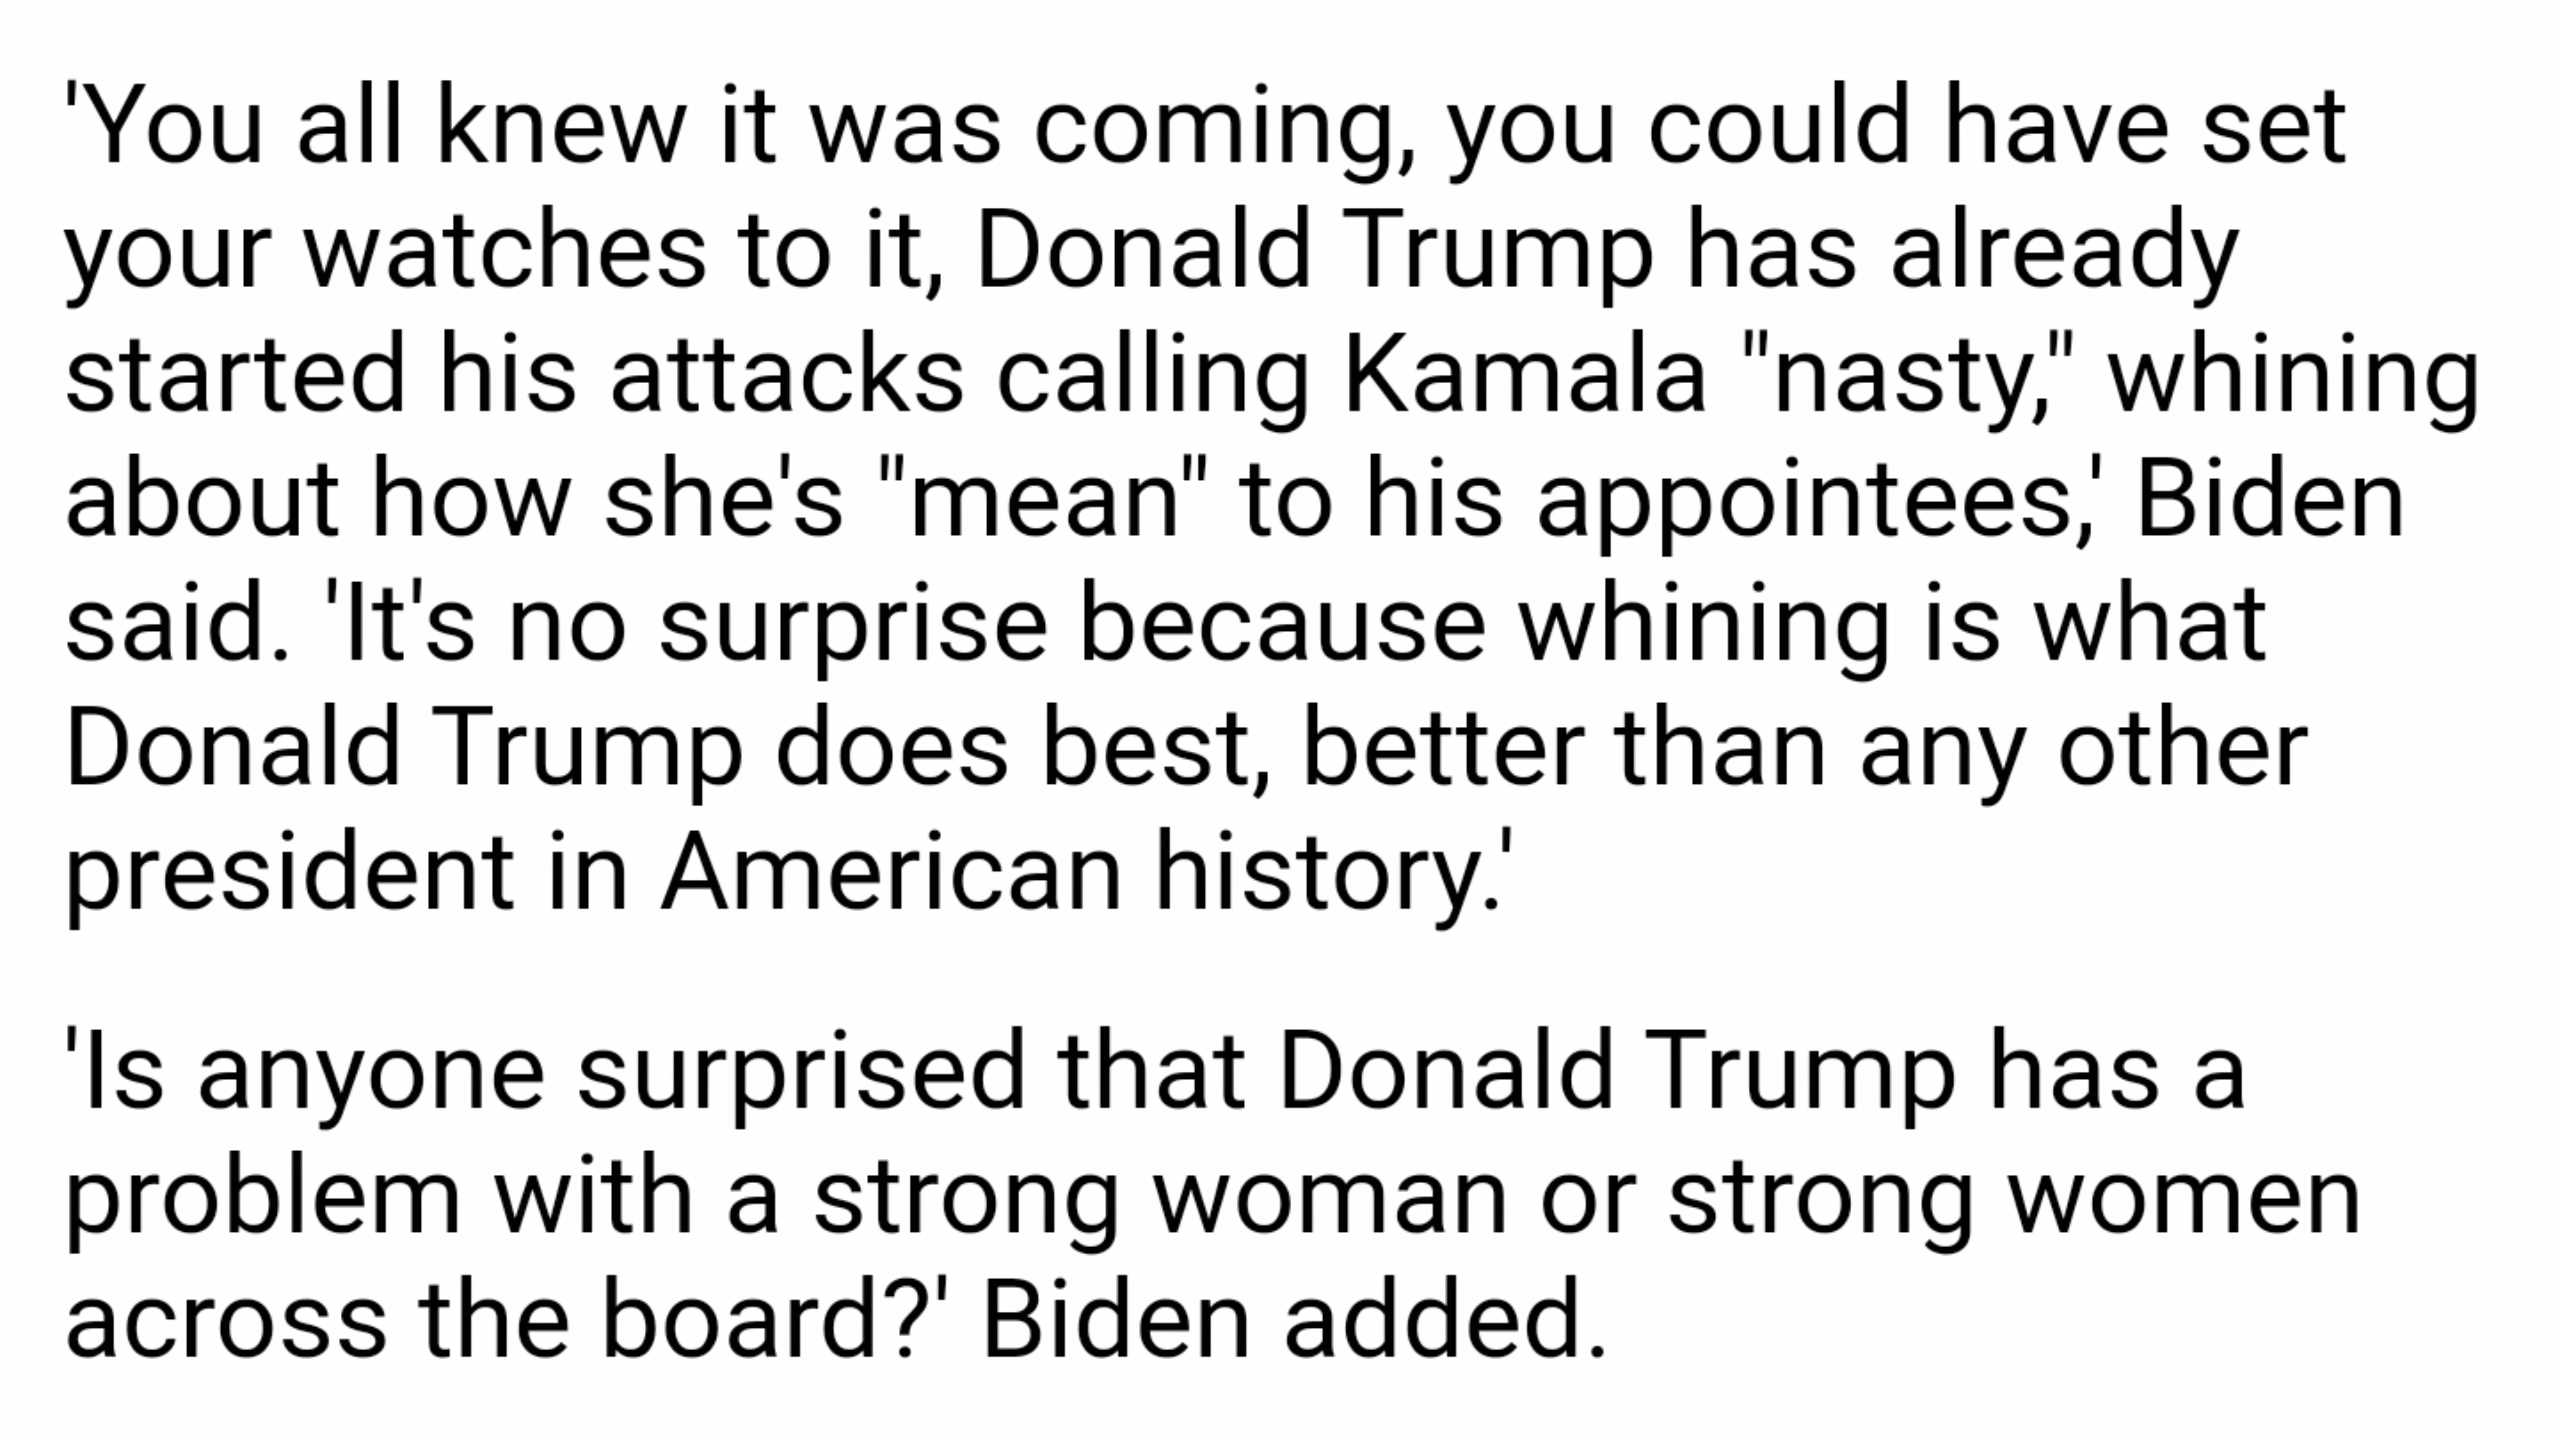 'You all knew it was coming, you could have set
your watches to it, Donald Trump has already
started his attacks calling Kamala "nasty," whining
about how she's "mean" to his appointees,' Biden
said. 'It's no surprise because whining is what
Donald Trump does best, better than any other
president in American history.'
'Is anyone surprised that Donald Trump has a
problem with a strong woman or strong women
across the board?' Biden added.